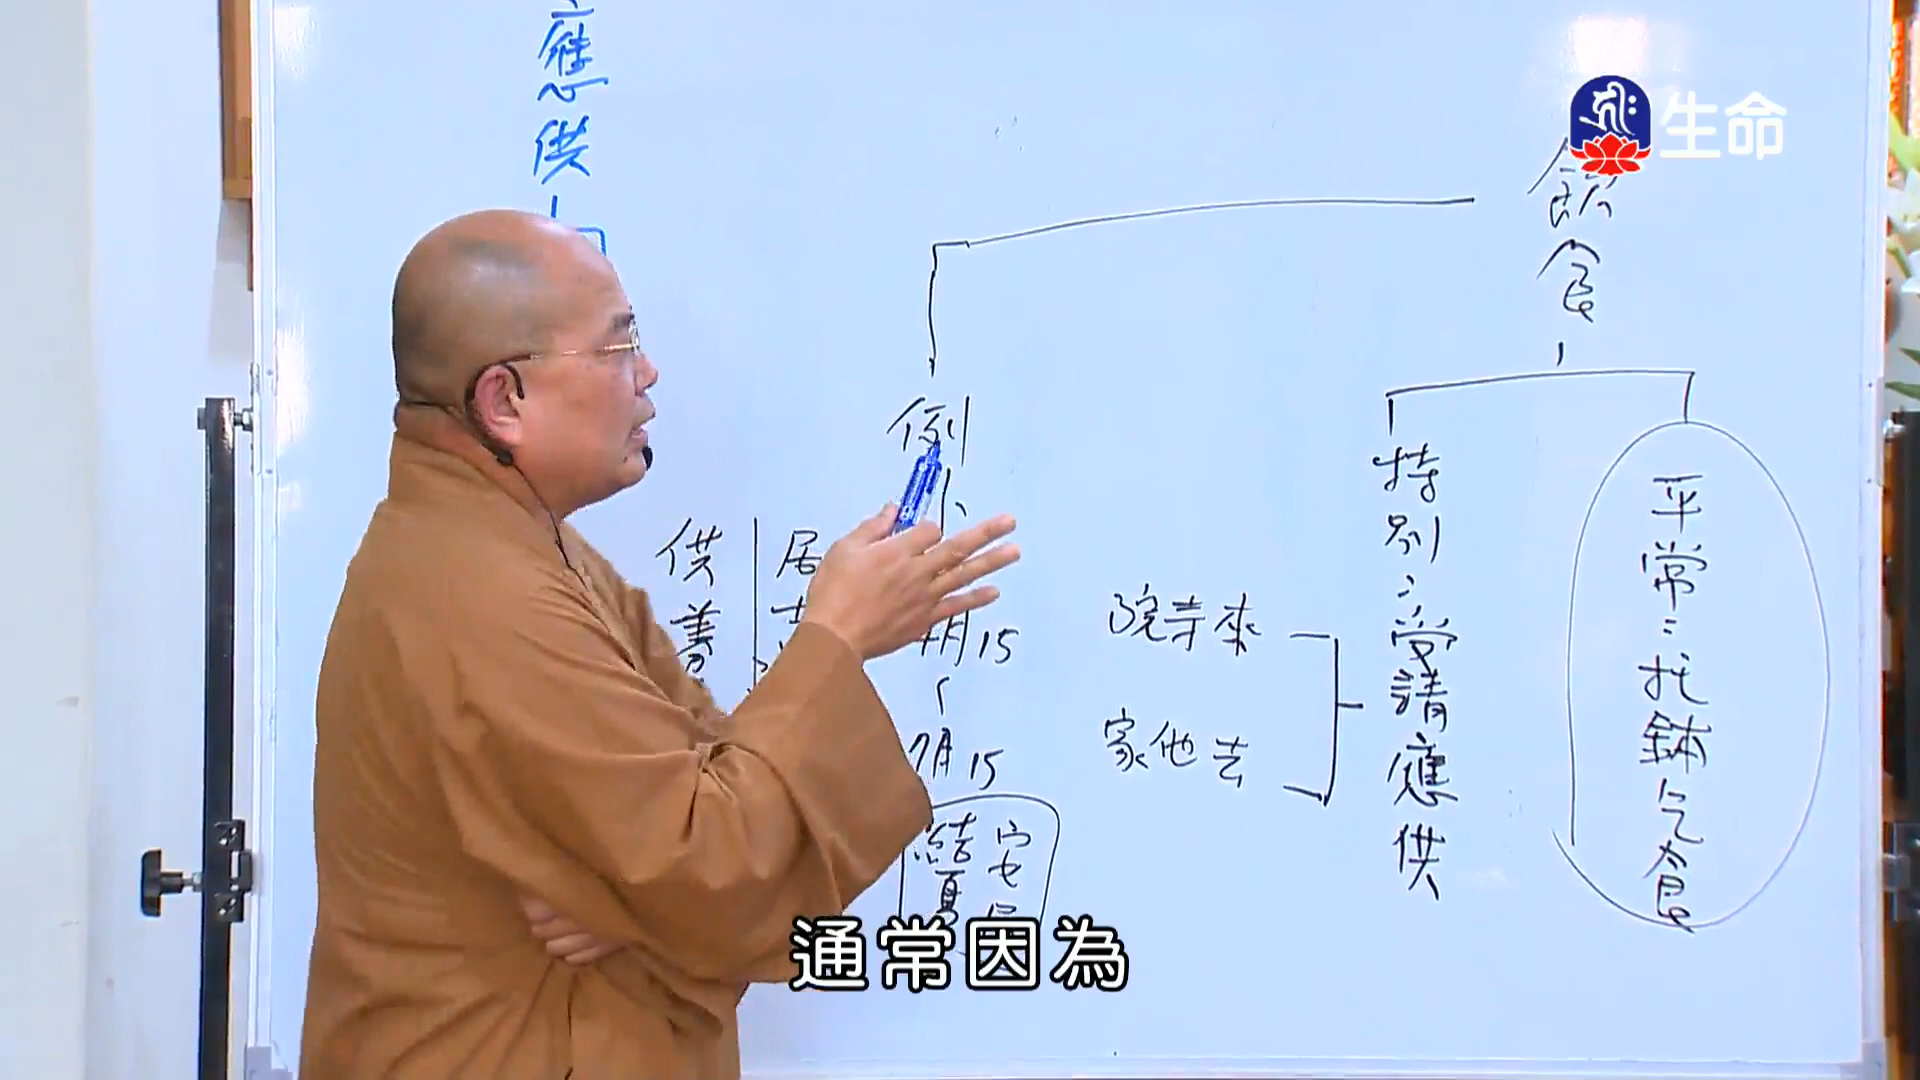 生命
飲食
平常：托鉢乞食
特別：受請應供
來寺院
去他家
例外
4月15
~
7月15
結夏安居
居士
供養
應供
通常因為